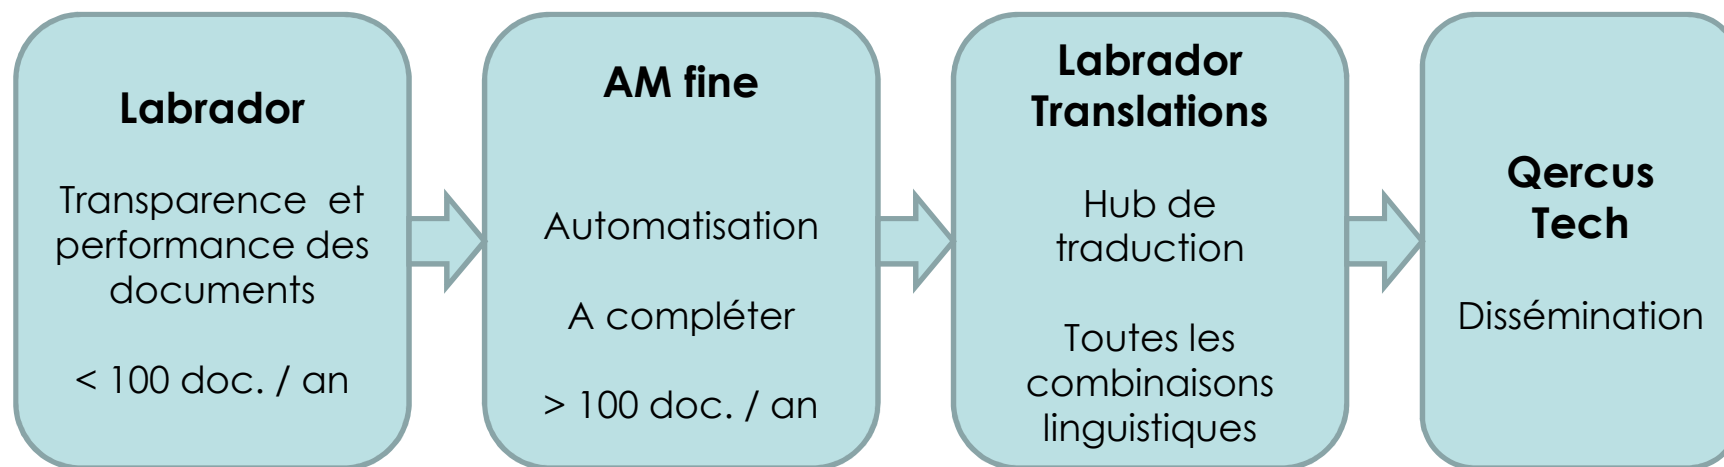 Labrador
Transparence et
performance des
documents
< 100 doc. / an
AM fine
Automatisation
A compléter
> 100 doc. / an
Labrador
Translations
Hub de
traduction
Toutes les
combinaisons
linguistiques
Qercus
Tech
Dissémination